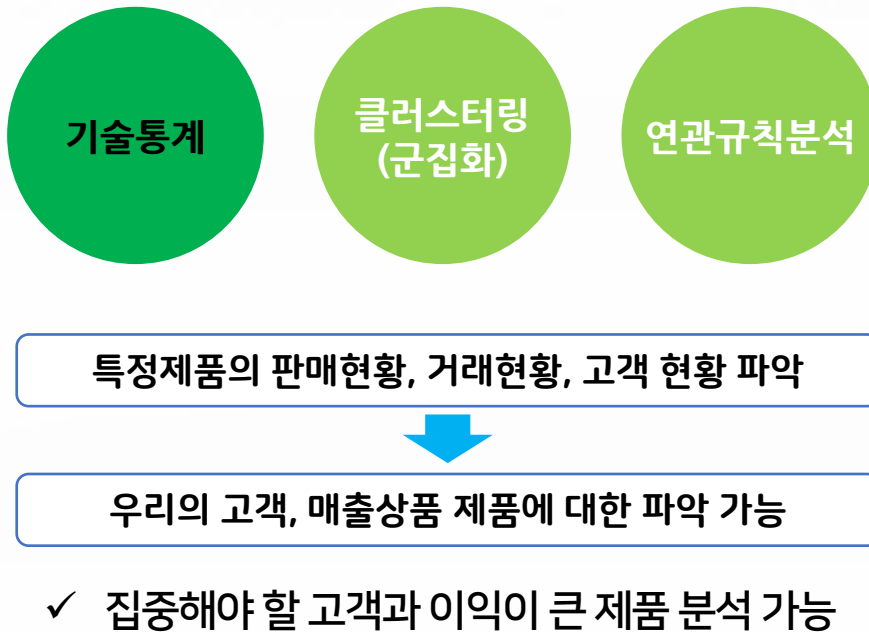 기술통계
클러스터링
(군집화)
연관규칙분석
특정제품의 판매현황, 거래현황, 고객 현황 파악
우리의 고객, 매출상품 제품에 대한 파악 가능
✓ 집중해야 할 고객과 이익이 큰 제품 분석 가능